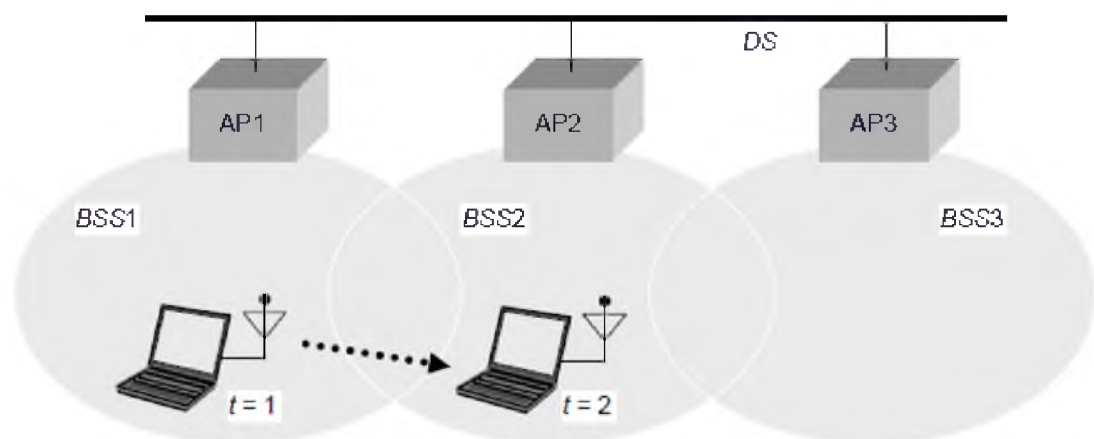 DS
AP1
AP2
AP3
BSS1
BSS2
BSS3
t = 1
t = 2